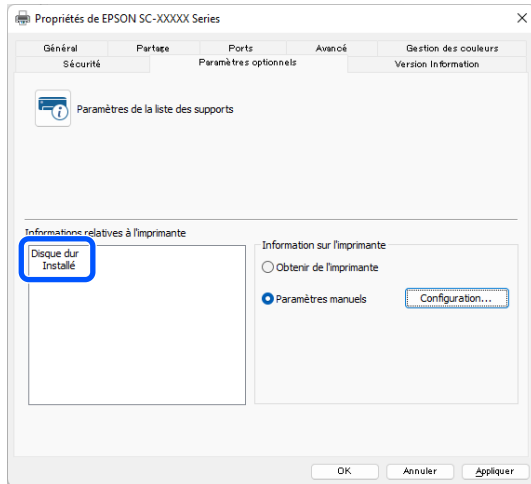 Propriétés de EPSON SC-XXXXX Series
Général Partage Ports Avancé Gestion des couleurs
Sécurité Paramètres optionnels Version Information
Paramètres de la liste des supports
Informations relatives à l'imprimante
Disque dur
Installé
Information sur l'imprimante
Obtenir de l'imprimante
Paramètres manuels Configuration...
OK Annuler Appliquer